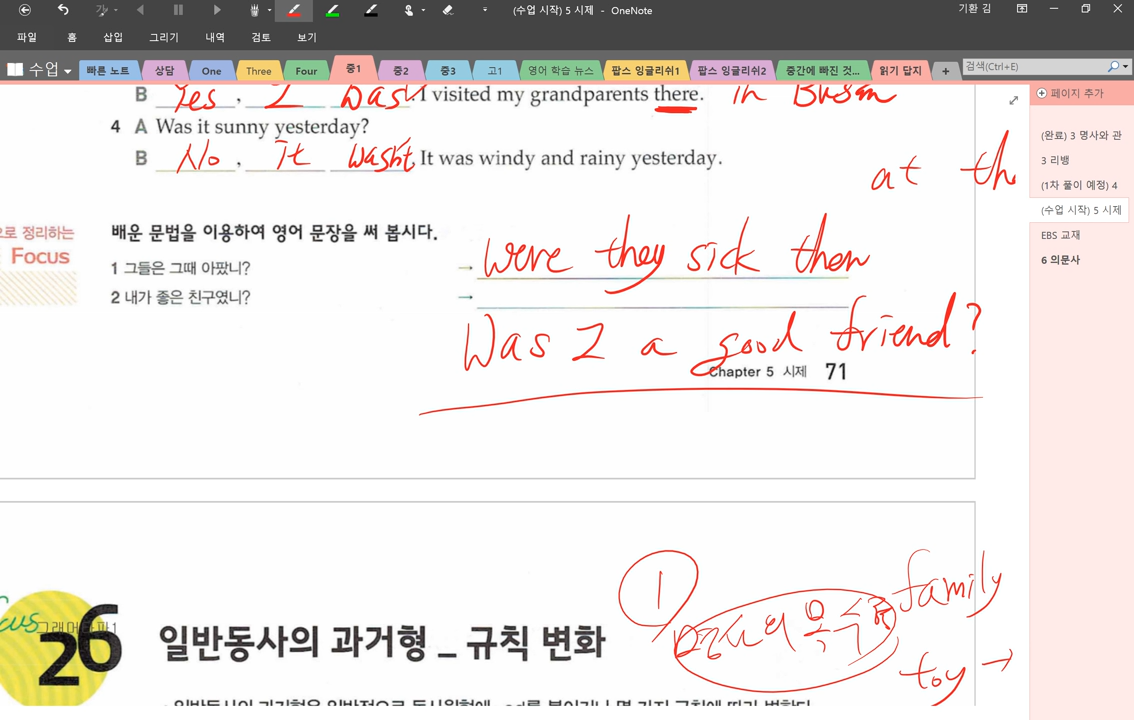 (수업 시작) 5 시제 - OneNote
기환 김
파일 홈 삽입 그리기 내역 검토 보기
수업 빠른 노트 상담 One Three Four 중1 중2 중3 고1 영어 학습 뉴스 팝스 잉글리쉬1 팝스 잉글리쉬2 중간에 빠진 것... 읽기 답지 + 검색(Ctrl+E)
페이지 추가
(완료) 3 명사와 관
3 리뱅
(1차 풀이 예정) 4
(수업 시작) 5 시제
EBS 교재
6 의문사
B Yes, I was. I visited my grandparents there. in Busan
4 A Was it sunny yesterday?
B No, it wasn't. It was windy and rainy yesterday.
at th
으로 정리하는
Focus
배운 문법을 이용하여 영어 문장을 써 봅시다.
1 그들은 그때 아팠니? → were they sick then
2 내가 좋은 친구였니? →
Was I a good friend?
Chapter 5 시제 71
1
명사의 복수형
family
toy →
cus
26
일반동사의 과거형 _ 규칙 변화